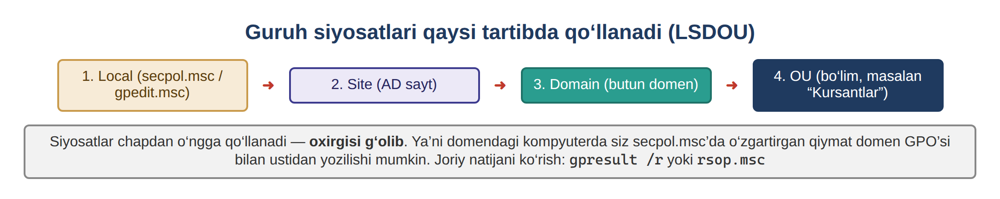 Guruh siyosatlari qaysi tartibda qo‘llanadi (LSDOU)
1. Local (secpol.msc /
gpedit.msc)
➜
2. Site (AD sayt)
➜
3. Domain (butun domen)
➜
4. OU (bo‘lim, masalan
“Kursantlar”)
Siyosatlar chapdan o‘ngga qo‘llanadi — oxirgisi g‘olib. Ya’ni domendagi kompyuterda siz secpol.msc’da o‘zgartirgan qiymat domen GPO’si
bilan ustidan yozilishi mumkin. Joriy natijani ko‘rish: gpresult /r yoki rsop.msc